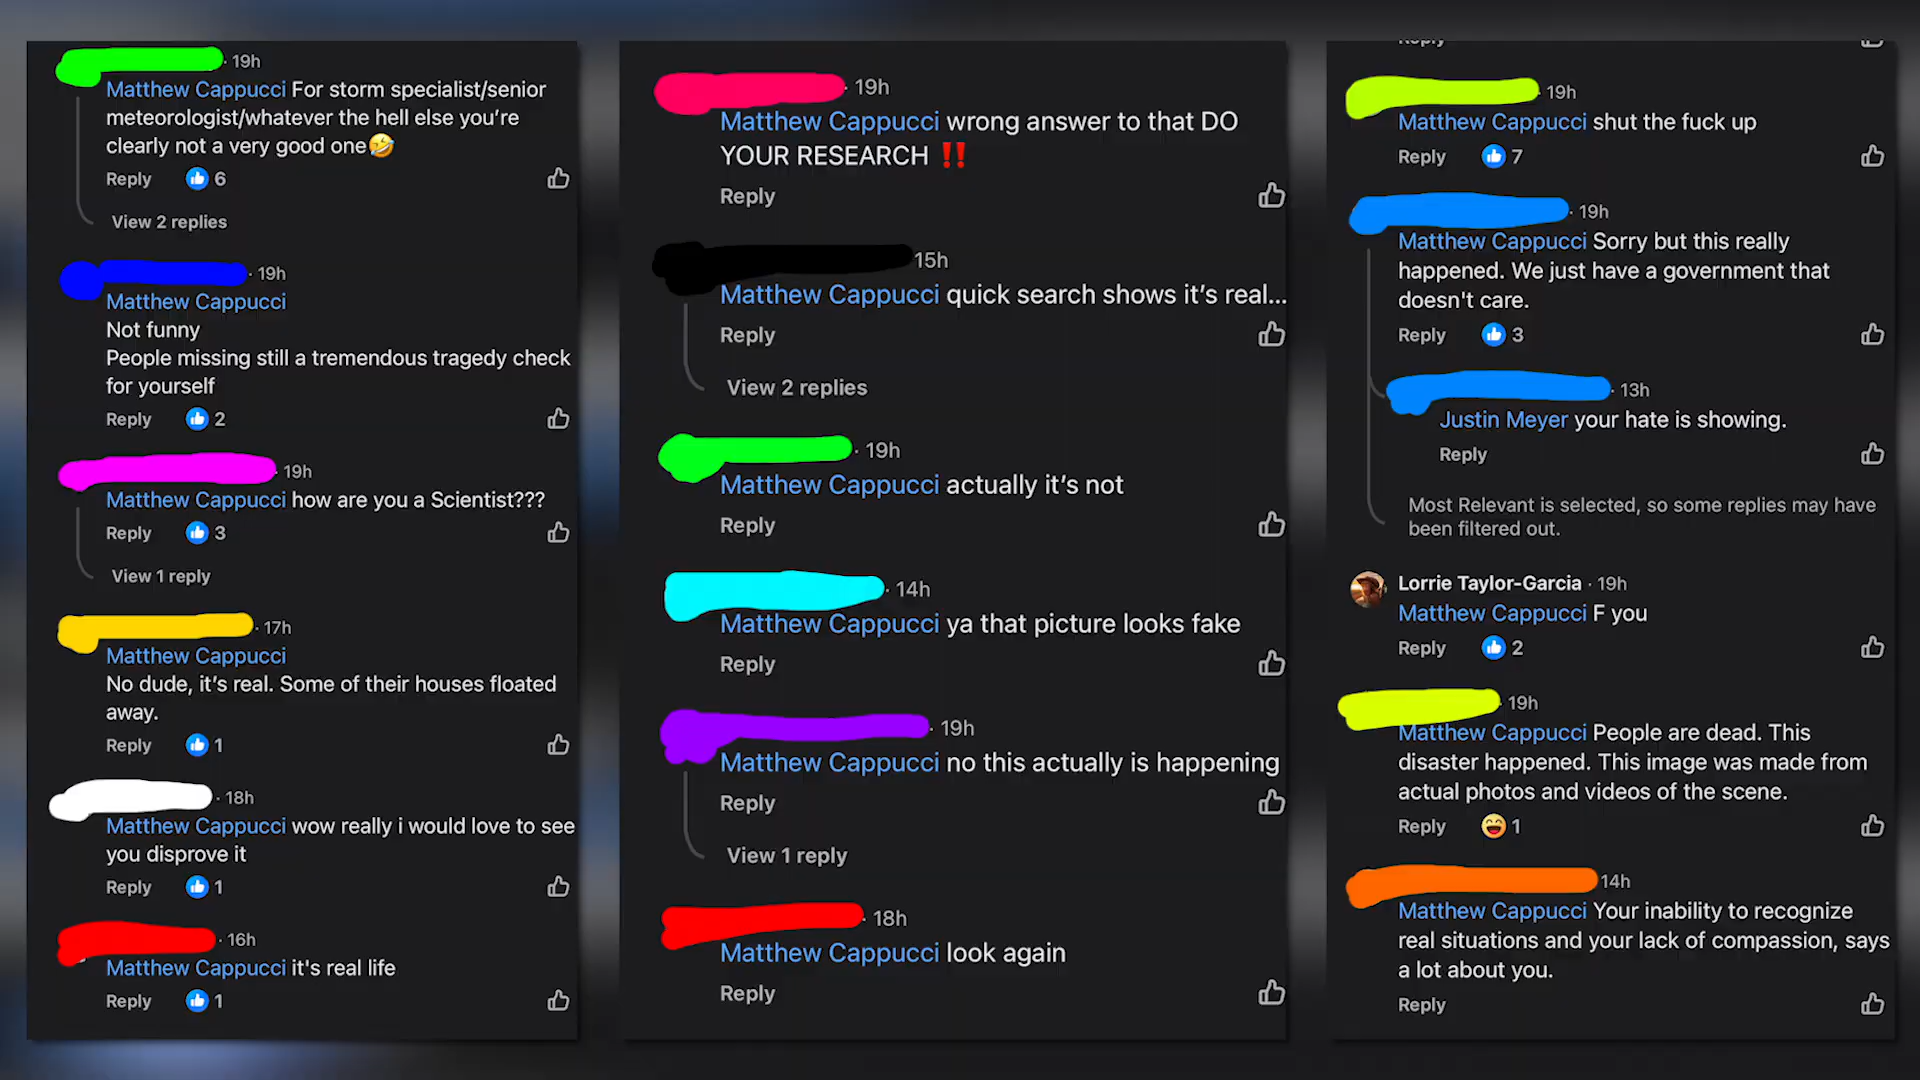 · 19h
Matthew Cappucci For storm specialist/senior
meteorologist/whatever the hell else you’re
clearly not a very good one🤣
Reply 6
View 2 replies
· 19h
Matthew Cappucci
Not funny
People missing still a tremendous tragedy check
for yourself
Reply 2
· 19h
Matthew Cappucci how are you a Scientist???
Reply 3
View 1 reply
· 17h
Matthew Cappucci
No dude, it’s real. Some of their houses floated
away.
Reply 1
· 18h
Matthew Cappucci wow really i would love to see
you disprove it
Reply 1
· 16h
Matthew Cappucci it's real life
Reply 1
· 19h
Matthew Cappucci wrong answer to that DO
YOUR RESEARCH ‼️
Reply
15h
Matthew Cappucci quick search shows it’s real...
Reply
View 2 replies
· 19h
Matthew Cappucci actually it’s not
Reply
· 14h
Matthew Cappucci ya that picture looks fake
Reply
· 19h
Matthew Cappucci no this actually is happening
Reply
View 1 reply
· 18h
Matthew Cappucci look again
Reply
Reply
19h
Matthew Cappucci shut the fuck up
Reply 7
· 19h
Matthew Cappucci Sorry but this really
happened. We just have a government that
doesn't care.
Reply 3
· 13h
Justin Meyer your hate is showing.
Reply
Most Relevant is selected, so some replies may have
been filtered out.
Lorrie Taylor-Garcia · 19h
Matthew Cappucci F you
Reply 2
19h
Matthew Cappucci People are dead. This
disaster happened. This image was made from
actual photos and videos of the scene.
Reply 1
14h
Matthew Cappucci Your inability to recognize
real situations and your lack of compassion, says
a lot about you.
Reply